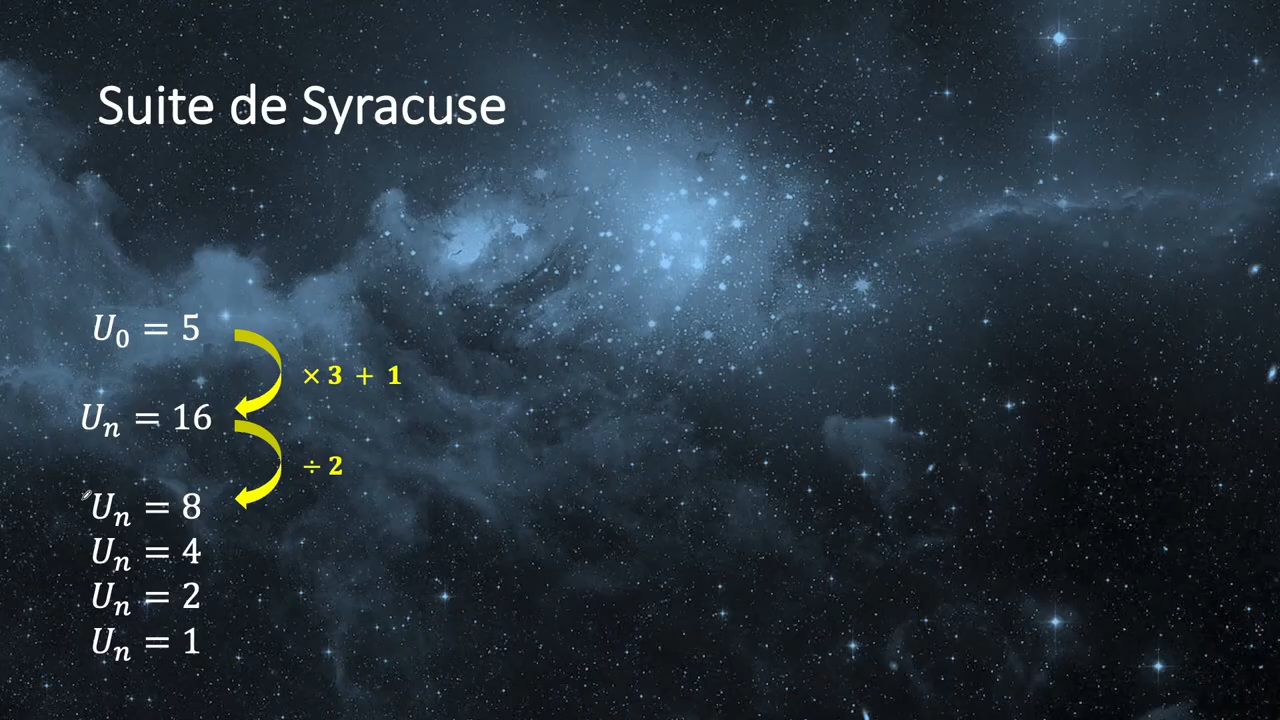 Suite de Syracuse
U₀ = 5
× 3 + 1
Uₙ = 16
÷ 2
Uₙ = 8
Uₙ = 4
Uₙ = 2
Uₙ = 1